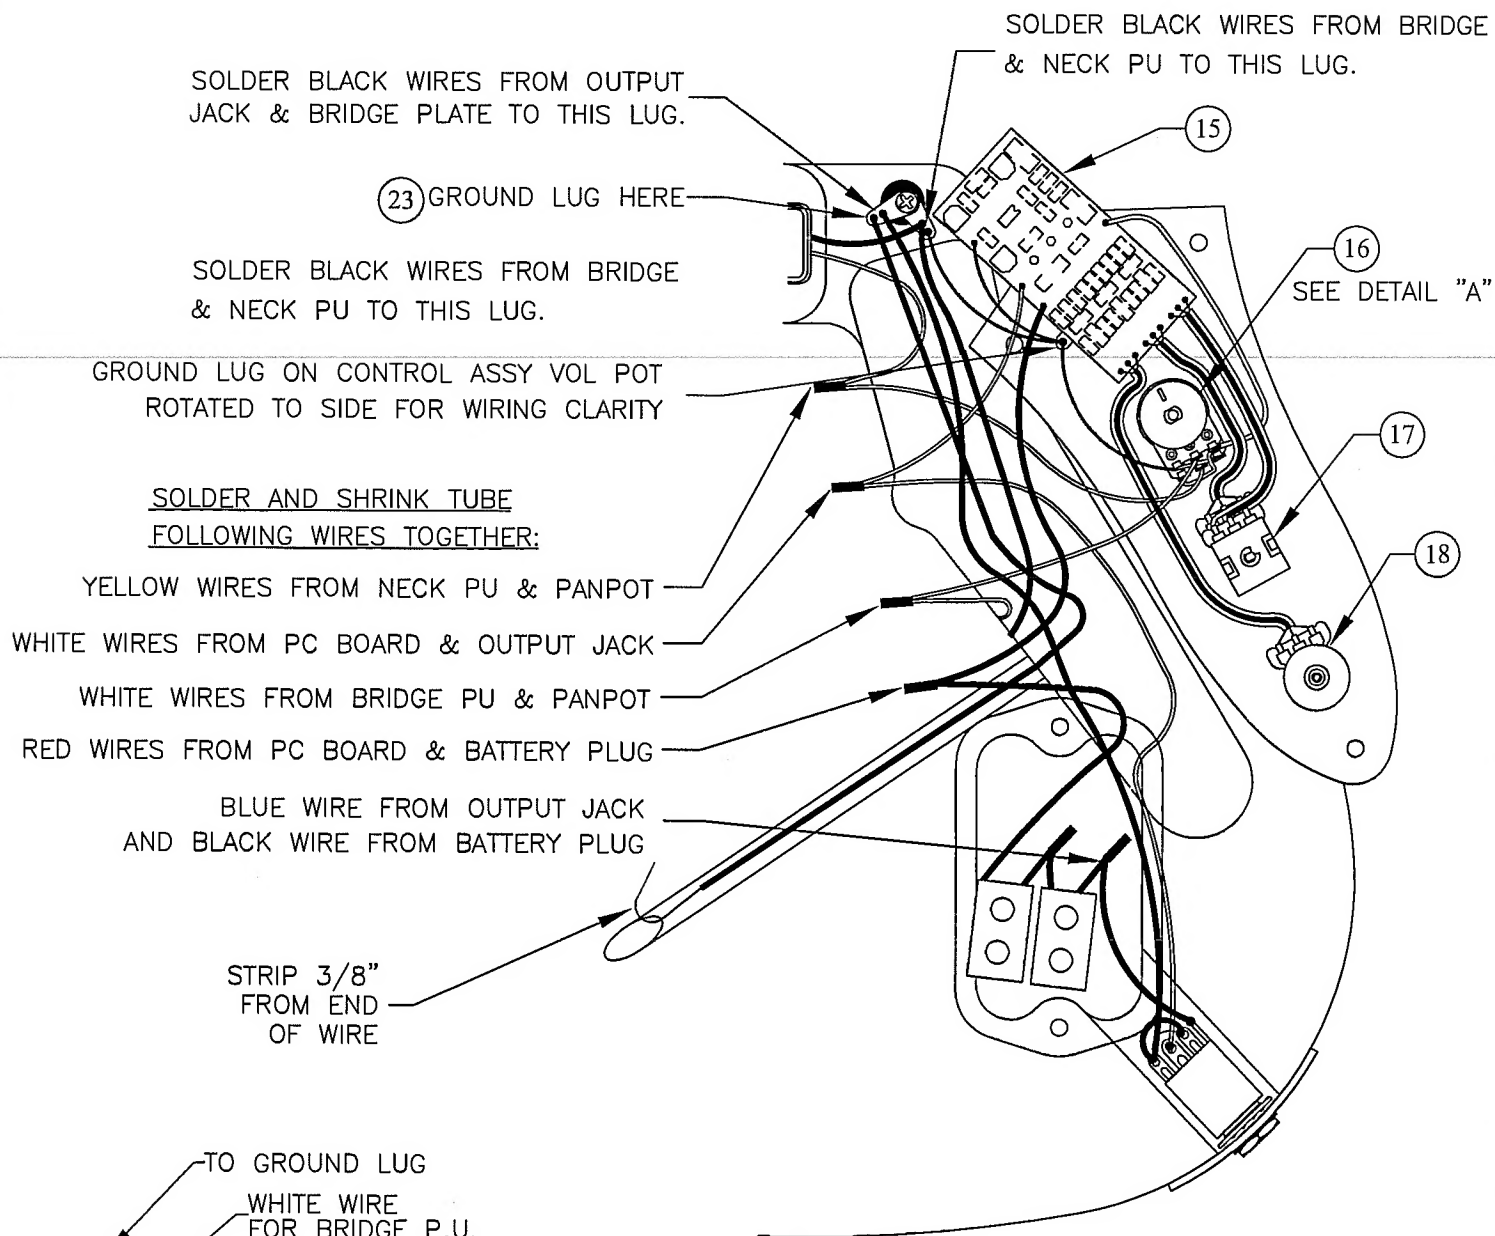 SOLDER BLACK WIRES FROM BRIDGE
& NECK PU TO THIS LUG.
SOLDER BLACK WIRES FROM OUTPUT
JACK & BRIDGE PLATE TO THIS LUG.
15
23 GROUND LUG HERE
16
SEE DETAIL "A"
SOLDER BLACK WIRES FROM BRIDGE
& NECK PU TO THIS LUG.
GROUND LUG ON CONTROL ASSY VOL POT
ROTATED TO SIDE FOR WIRING CLARITY
17
SOLDER AND SHRINK TUBE
FOLLOWING WIRES TOGETHER:
18
YELLOW WIRES FROM NECK PU & PANPOT
WHITE WIRES FROM PC BOARD & OUTPUT JACK
WHITE WIRES FROM BRIDGE PU & PANPOT
RED WIRES FROM PC BOARD & BATTERY PLUG
BLUE WIRE FROM OUTPUT JACK
AND BLACK WIRE FROM BATTERY PLUG
STRIP 3/8"
FROM END
OF WIRE
TO GROUND LUG
WHITE WIRE
FOR BRIDGE P.U.